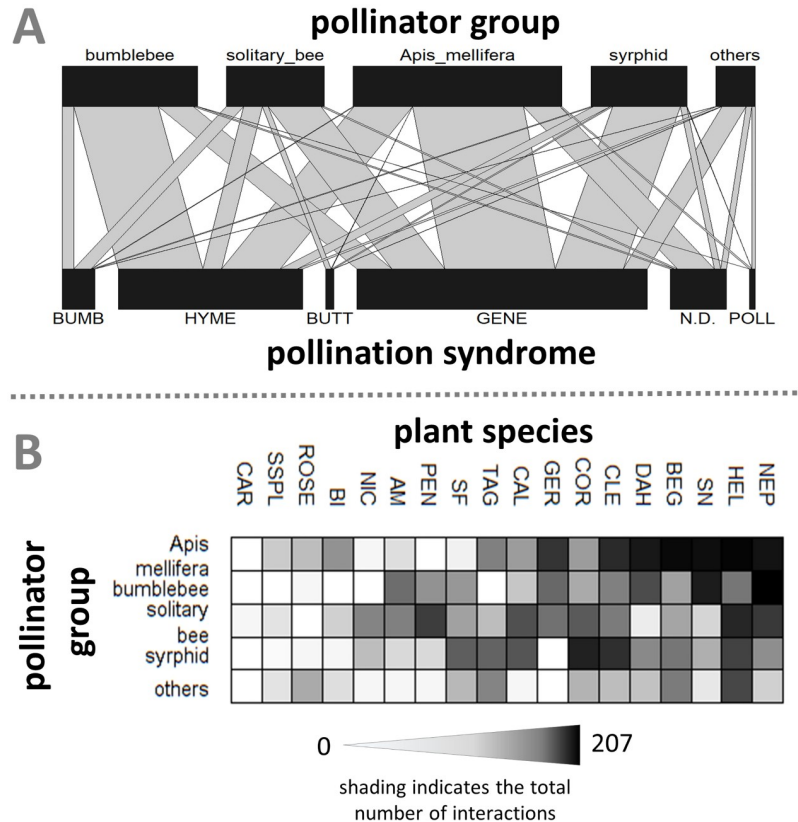 A
pollinator group
bumblebee solitary_bee Apis_mellifera syrphid others
BUMB HYME BUTT GENE N.D. POLL
pollination syndrome
B
plant species
CAR SSPL ROSE BI NIC AM PEN SF TAG CAL GER COR CLE DAH BEG SN HEL NEP
pollinator
group
Apis
mellifera
bumblebee
solitary
bee
syrphid
others
0 207
shading indicates the total
number of interactions